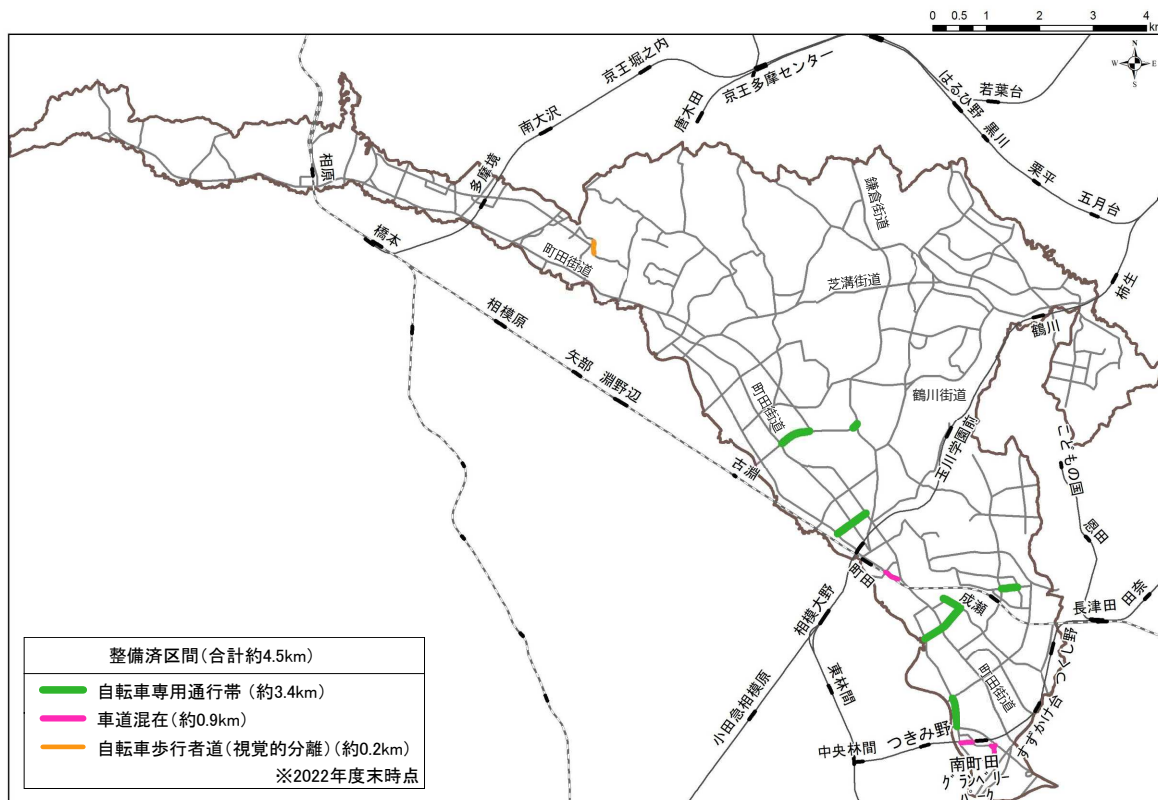 0 0.5 1 2 3 4
km
N
W E
S
京王堀之内
京王多摩センター
若葉台
はるひ野
黒川
南大沢
唐木田
栗平
五月台
相原
多摩境
鎌倉街道
橋本
町田街道
芝溝街道
柿生
相模原
鶴川
矢部
淵野辺
町田街道
鶴川街道
玉川学園前
こどもの国
古淵
恩田
町田
成瀬
長津田
田奈
相模大野
つくし野
東林間
町田街道
小田急相模原
すずかけ台
中央林間
つきみ野
南町田
グランベリー
パーク
整備済区間(合計約4.5km)
自転車専用通行帯 (約3.4km)
車道混在(約0.9km)
自転車歩行者道(視覚的分離)(約0.2km)
※2022年度末時点